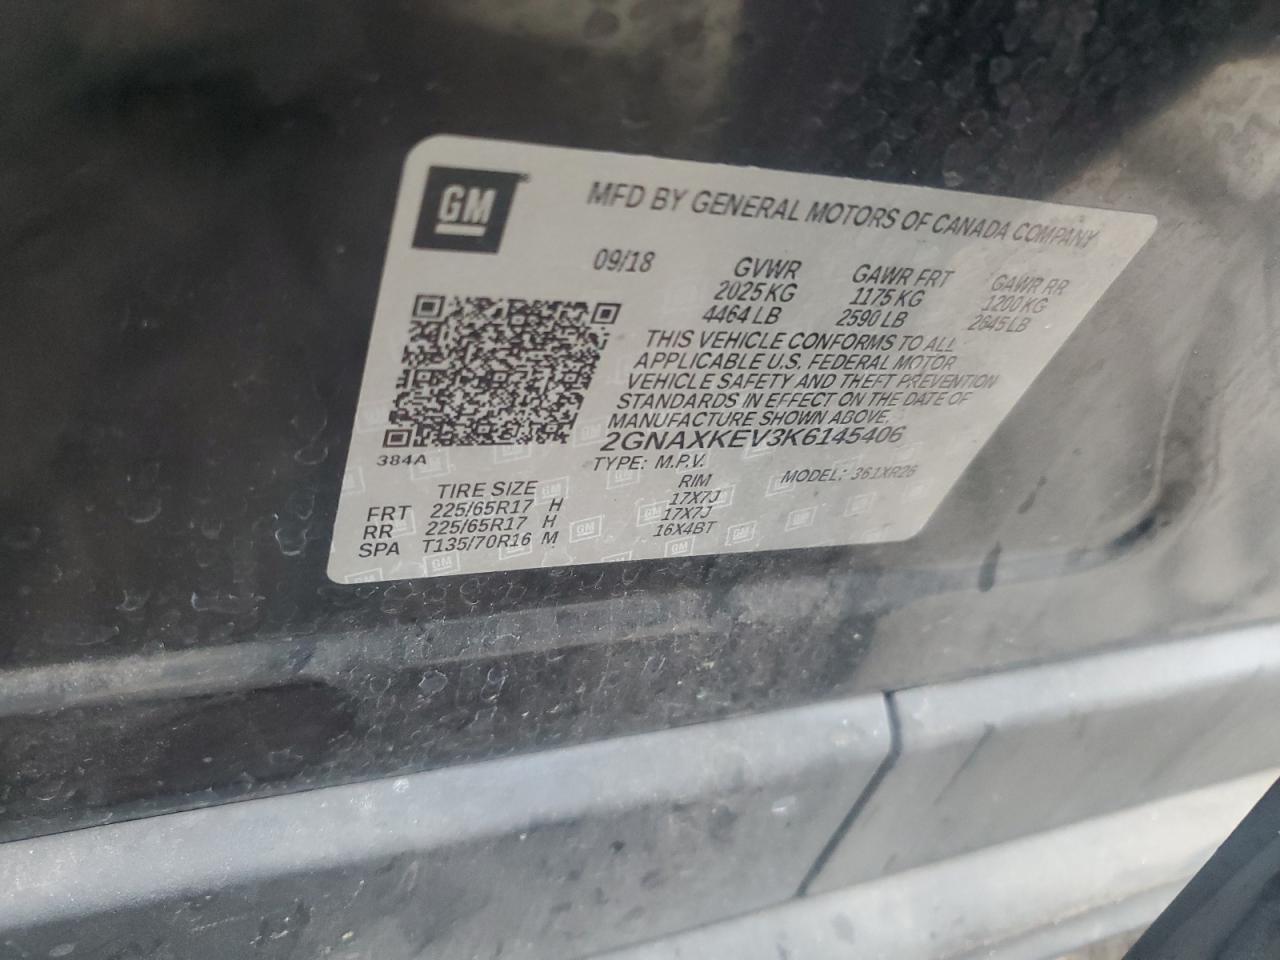 GM
MFD BY GENERAL MOTORS OF CANADA COMPANY
09/18 GVWR GAWR FRT GAWR RR
2025 KG 1175 KG 1200 KG
4464 LB 2590 LB 2645 LB
THIS VEHICLE CONFORMS TO ALL
APPLICABLE U.S. FEDERAL MOTOR
VEHICLE SAFETY AND THEFT PREVENTION
STANDARDS IN EFFECT ON THE DATE OF
MANUFACTURE SHOWN ABOVE.
2GNAXKEV3K6145406
384A
TYPE: M.P.V. MODEL: 361XR26
TIRE SIZE RIM
FRT 225/65R17 H 17X7J
RR 225/65R17 H 17X7J
SPA T135/70R16 M 16X4BT